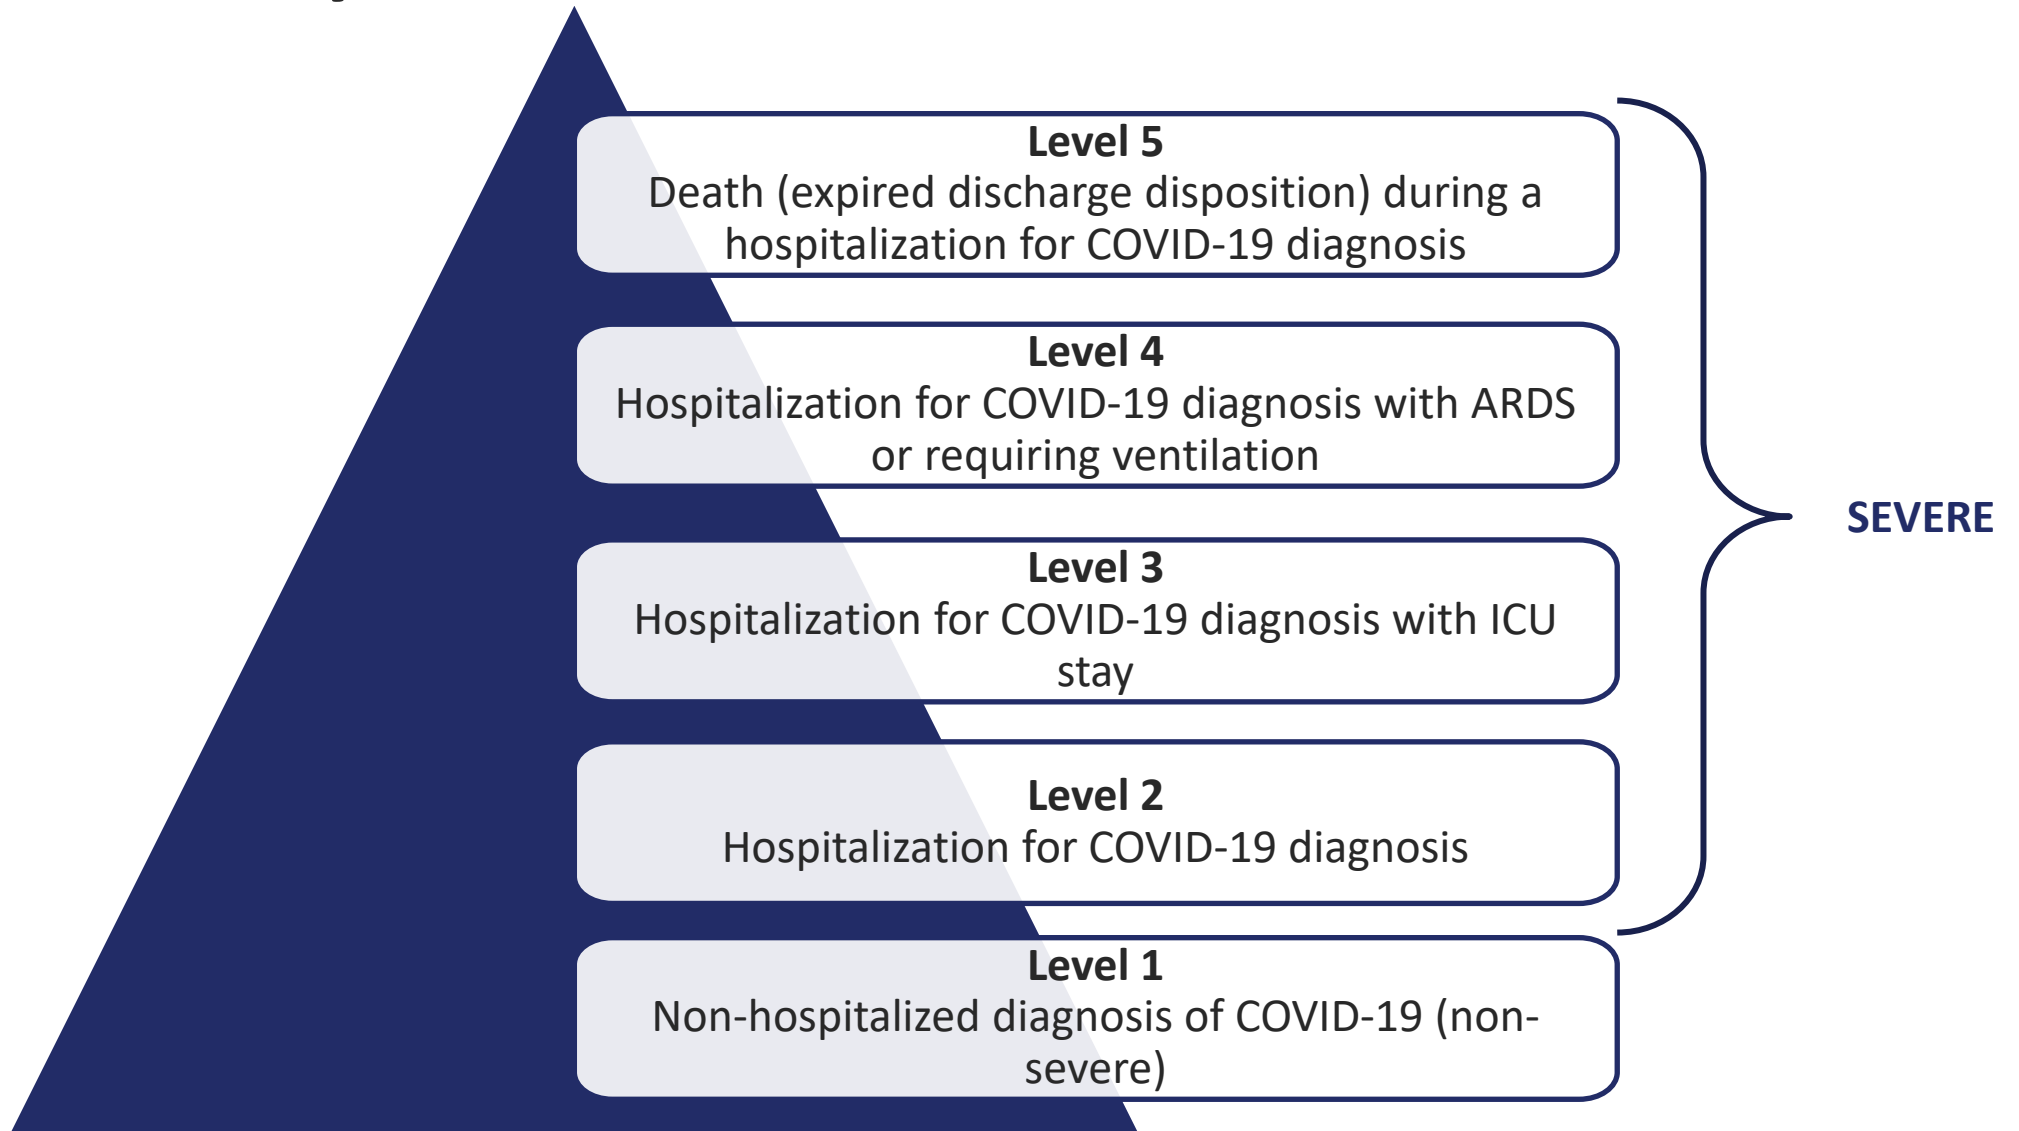 Level 5
Death (expired discharge disposition) during a
hospitalization for COVID-19 diagnosis
Level 4
Hospitalization for COVID-19 diagnosis with ARDS
or requiring ventilation
SEVERE
Level 3
Hospitalization for COVID-19 diagnosis with ICU
stay
Level 2
Hospitalization for COVID-19 diagnosis
Level 1
Non-hospitalized diagnosis of COVID-19 (non-
severe)